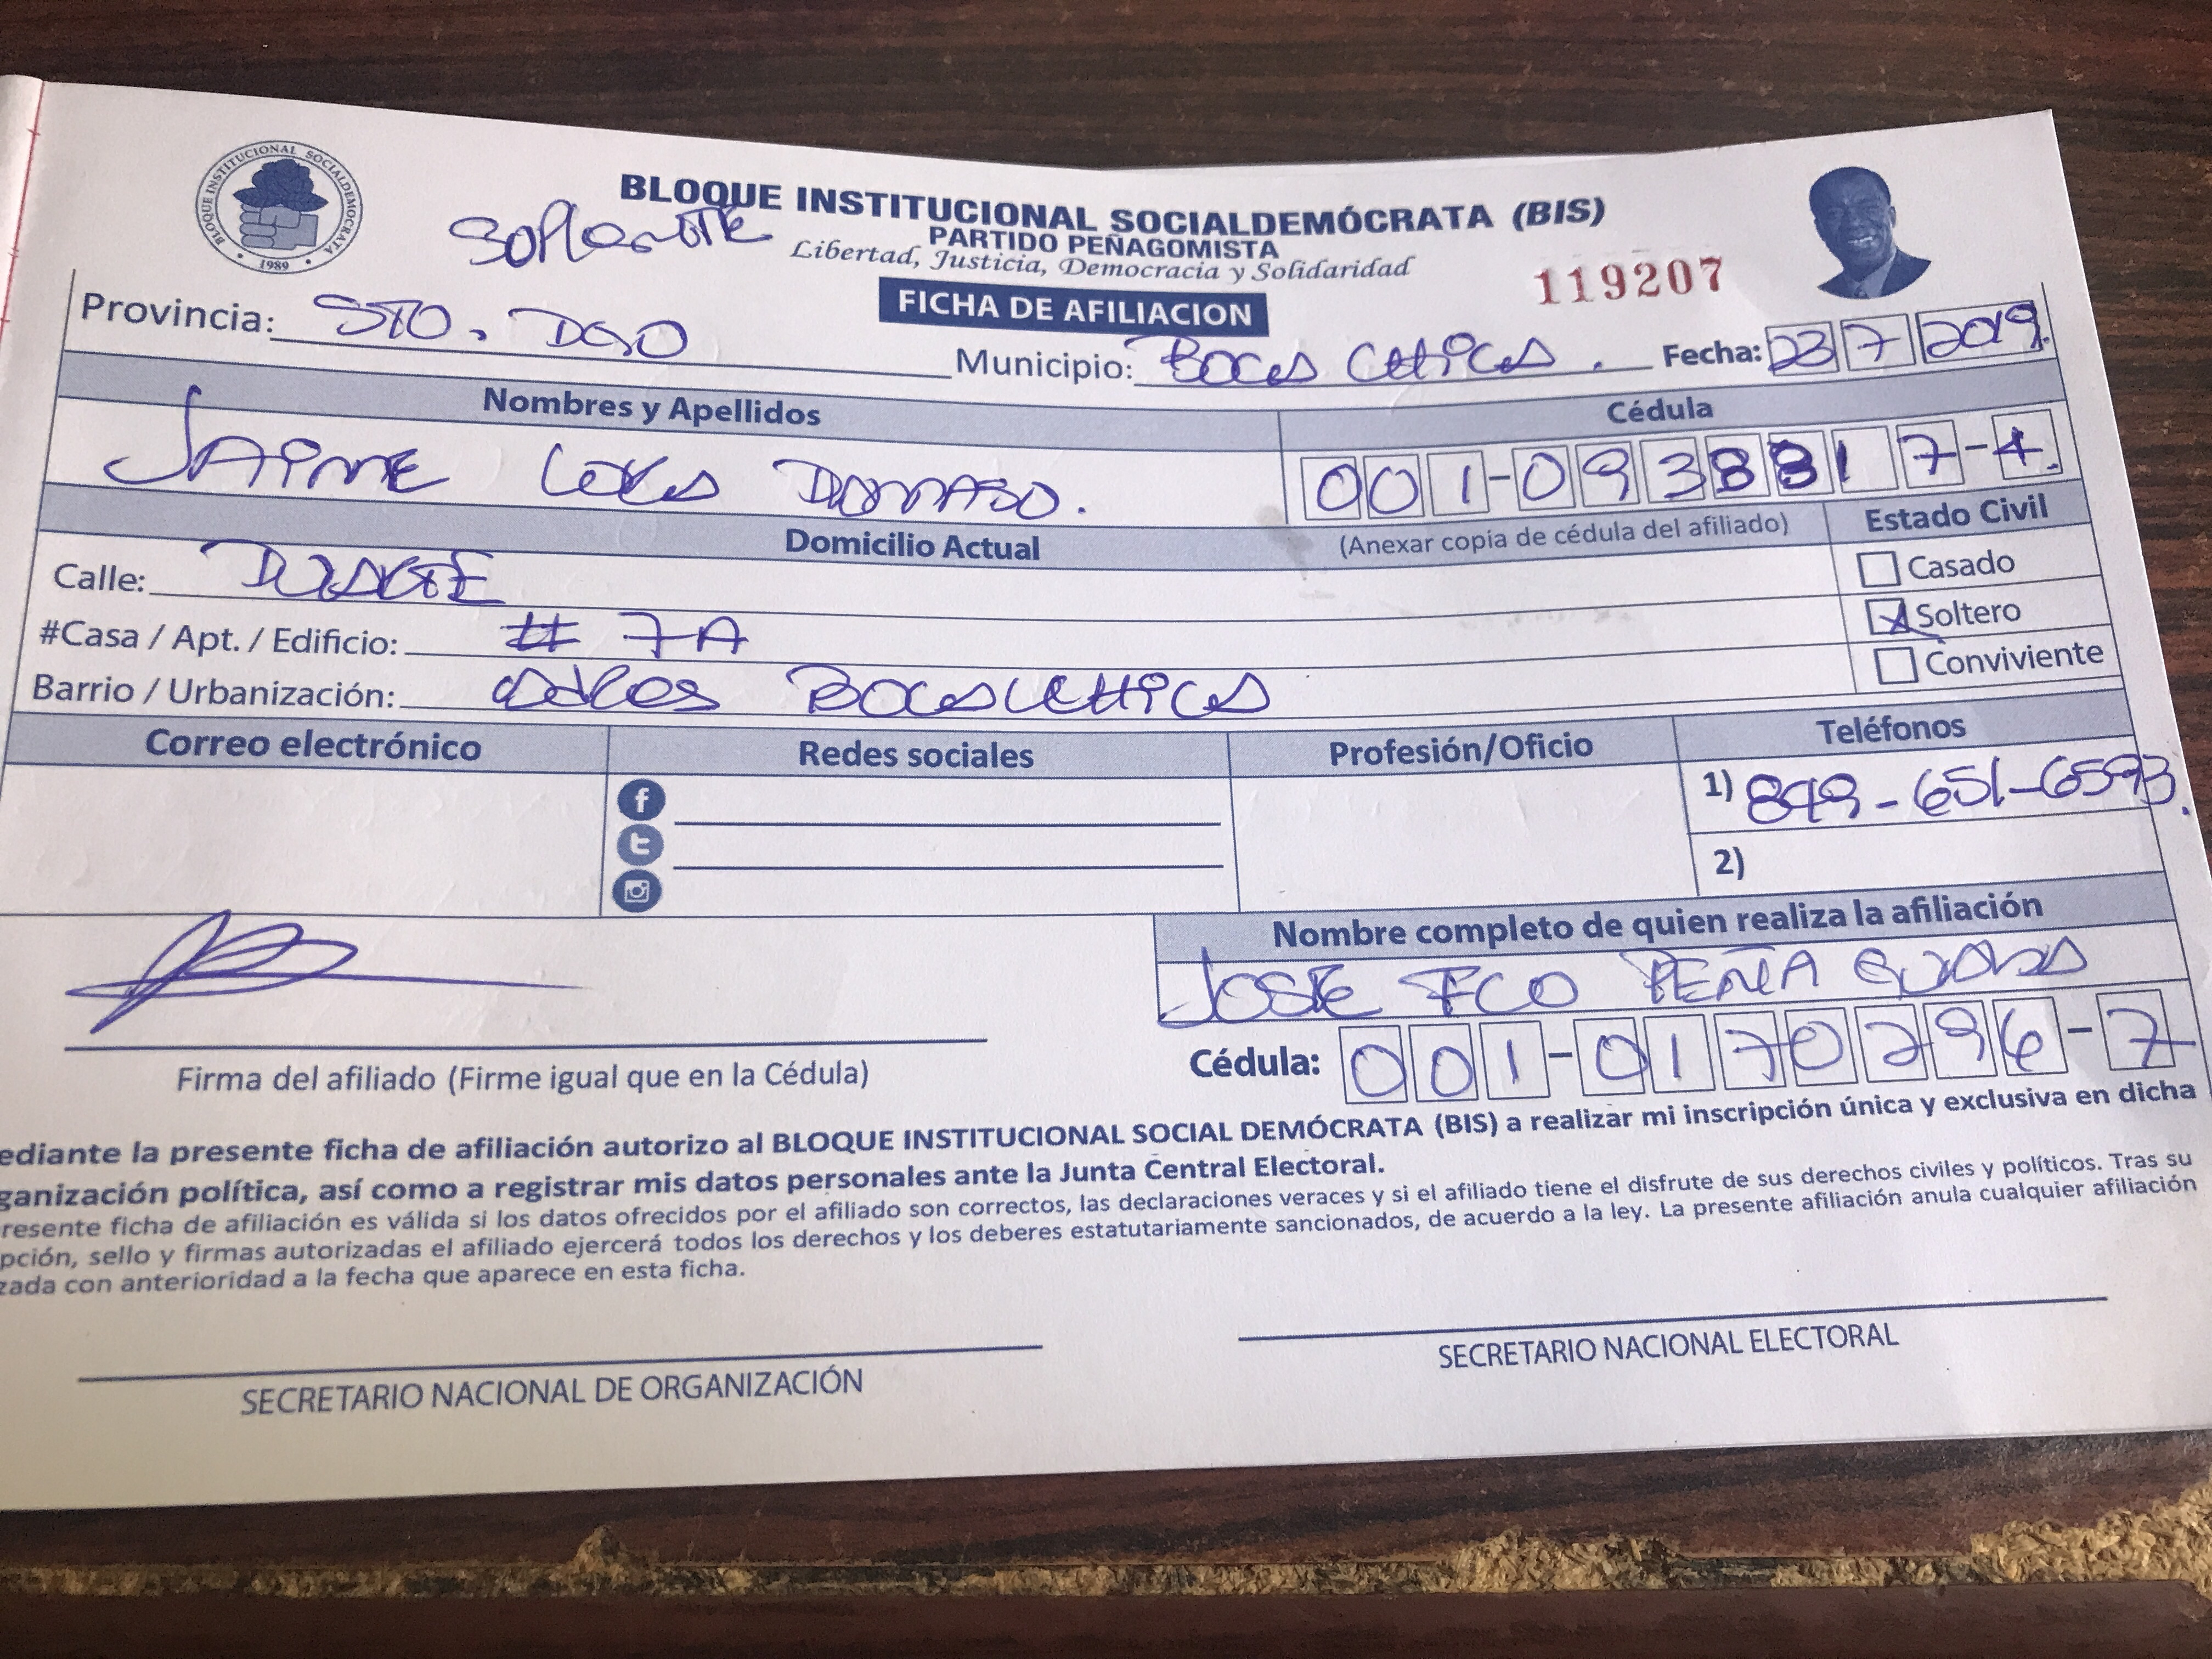 BLOQUE INSTITUCIONAL SOCIALDEMOCRATA
1989
BLOQUE INSTITUCIONAL SOCIALDEMÓCRATA (BIS)
PARTIDO PEÑAGOMISTA
Libertad, Justicia, Democracia y Solidaridad
119207
FICHA DE AFILIACION
Provincia: STO. DGO Municipio: BOCA CHICA. Fecha: 23 7 2019.
Nombres y Apellidos Cédula
JAIME DOMASO. 001-0938817-4.
Domicilio Actual (Anexar copia de cédula del afiliado) Estado Civil
Calle: DUARTE Casado
#Casa / Apt. / Edificio: # 7A Soltero
Barrio / Urbanización: BOCA CHICA Conviviente
Correo electrónico Redes sociales Profesión/Oficio Teléfonos
1) 849-651-6593.
2)
Nombre completo de quien realiza la afiliación
JOSE FCO PEÑA
Cédula: 001-0170296-7
Firma del afiliado (Firme igual que en la Cédula)
ediante la presente ficha de afiliación autorizo al BLOQUE INSTITUCIONAL SOCIAL DEMÓCRATA (BIS) a realizar mi inscripción única y exclusiva en dicha
ganización política, así como a registrar mis datos personales ante la Junta Central Electoral.
resente ficha de afiliación es válida si los datos ofrecidos por el afiliado son correctos, las declaraciones veraces y si el afiliado tiene el disfrute de sus derechos civiles y políticos. Tras su
pción, sello y firmas autorizadas el afiliado ejercerá todos los derechos y los deberes estatutariamente sancionados, de acuerdo a la ley. La presente afiliación anula cualquier afiliación
zada con anterioridad a la fecha que aparece en esta ficha.
SECRETARIO NACIONAL DE ORGANIZACIÓN SECRETARIO NACIONAL ELECTORAL